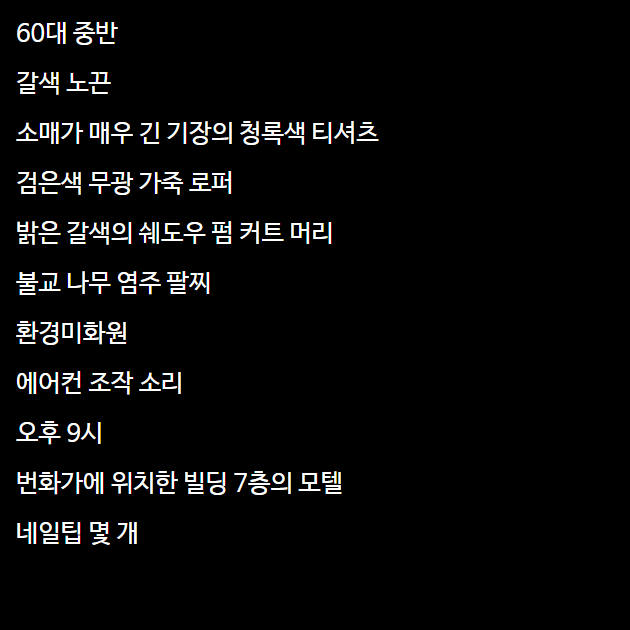 60대 중반
갈색 노끈
소매가 매우 긴 기장의 청록색 티셔츠
검은색 무광 가죽 로퍼
밝은 갈색의 쉐도우 펌 커트 머리
불교 나무 염주 팔찌
환경미화원
에어컨 조작 소리
오후 9시
번화가에 위치한 빌딩 7층의 모텔
네일팁 몇 개